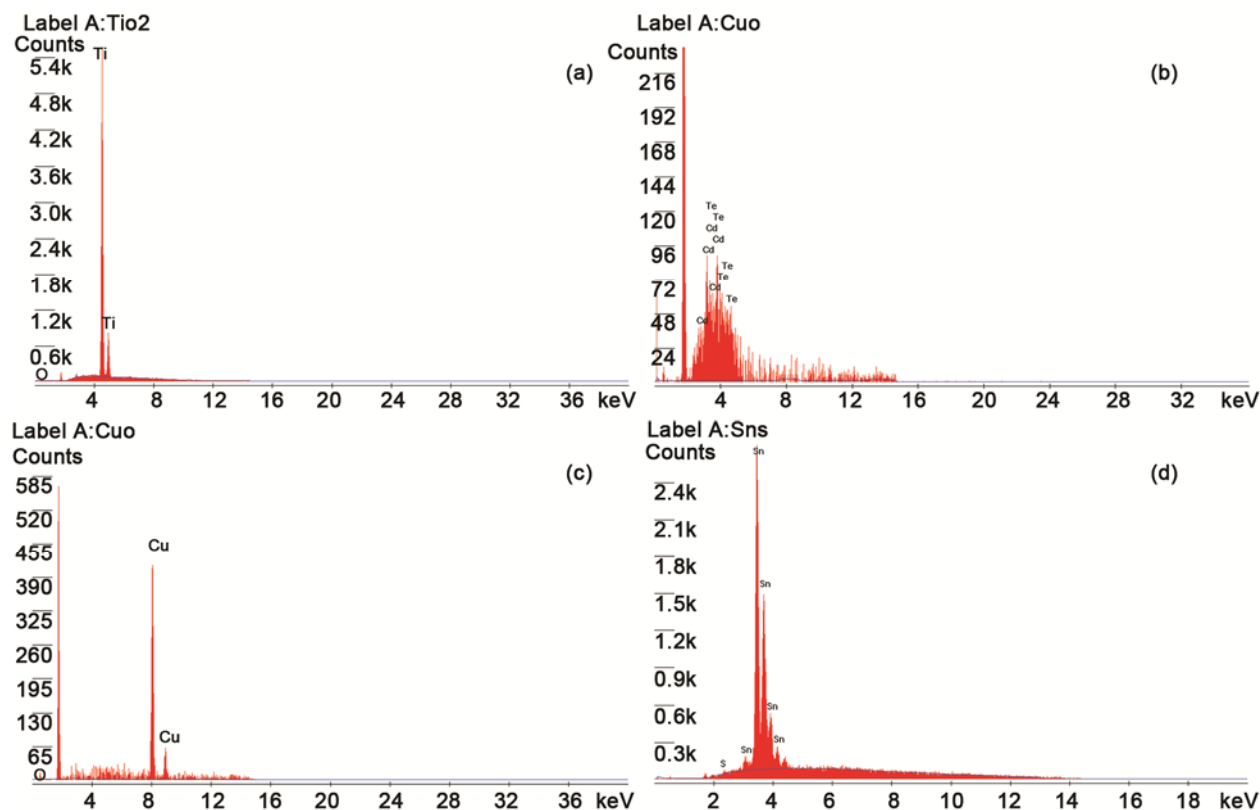 Label A:Tio2
Counts
Ti
(a)
5.4k
4.8k
4.2k
3.6k
3.0k
2.4k
1.8k
1.2k
Ti
0.6k
O
4 8 12 16 20 24 28 32 36 keV
Label A:Cuo
Counts
(b)
216
192
168
144
120
96
72
48
24
Te
Te
Cd
Cd
Cd
Te
Te
Cd
Te
Cd
4 8 12 16 20 24 28 32 keV
Label A:Cuo
Counts
(c)
585
520
455
390
325
260
195
130
65
O
Cu
Cu
4 8 12 16 20 24 28 32 36 keV
Label A:Sns
Counts
(d)
Sn
2.4k
2.1k
1.8k
1.5k
1.2k
0.9k
0.6k
0.3k
Sn
Sn
Sn
Sn
S
2 4 6 8 10 12 14 16 18 keV